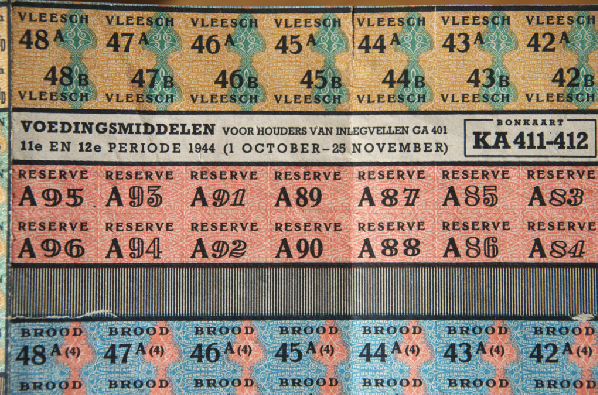 VLEESCH VLEESCH VLEESCH VLEESCH VLEESCH VLEESCH VLEESCH
48A 47A 46A 45A 44A 43A 42A
48B 47B 46B 45B 44B 43B 42B
VLEESCH VLEESCH VLEESCH VLEESCH VLEESCH VLEESCH VLEESCH
VOEDINGSMIDDELEN VOOR HOUDERS VAN INLEGVELLEN GA 401
11e EN 12e PERIODE 1944 (1 OCTOBER–25 NOVEMBER)
BONKAART
KA 411-412
RESERVE RESERVE RESERVE RESERVE RESERVE RESERVE RESERVE
A95 A93 A91 A89 A87 A85 A83
RESERVE RESERVE RESERVE RESERVE RESERVE RESERVE RESERVE
A96 A94 A92 A90 A88 A86 A84
BROOD BROOD BROOD BROOD BROOD BROOD BROOD
48A(4) 47A(4) 46A(4) 45A(4) 44A(4) 43A(4) 42A(4)
BROOD BROOD BROOD BROOD BROOD BROOD BROOD